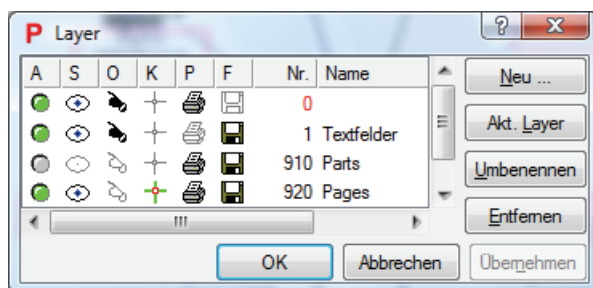 P Layer
A S O K P F Nr. Name
0
1 Textfelder
910 Parts
920 Pages
Neu ...
Akt. Layer
Umbenennen
Entfernen
OK Abbrechen Übernehmen